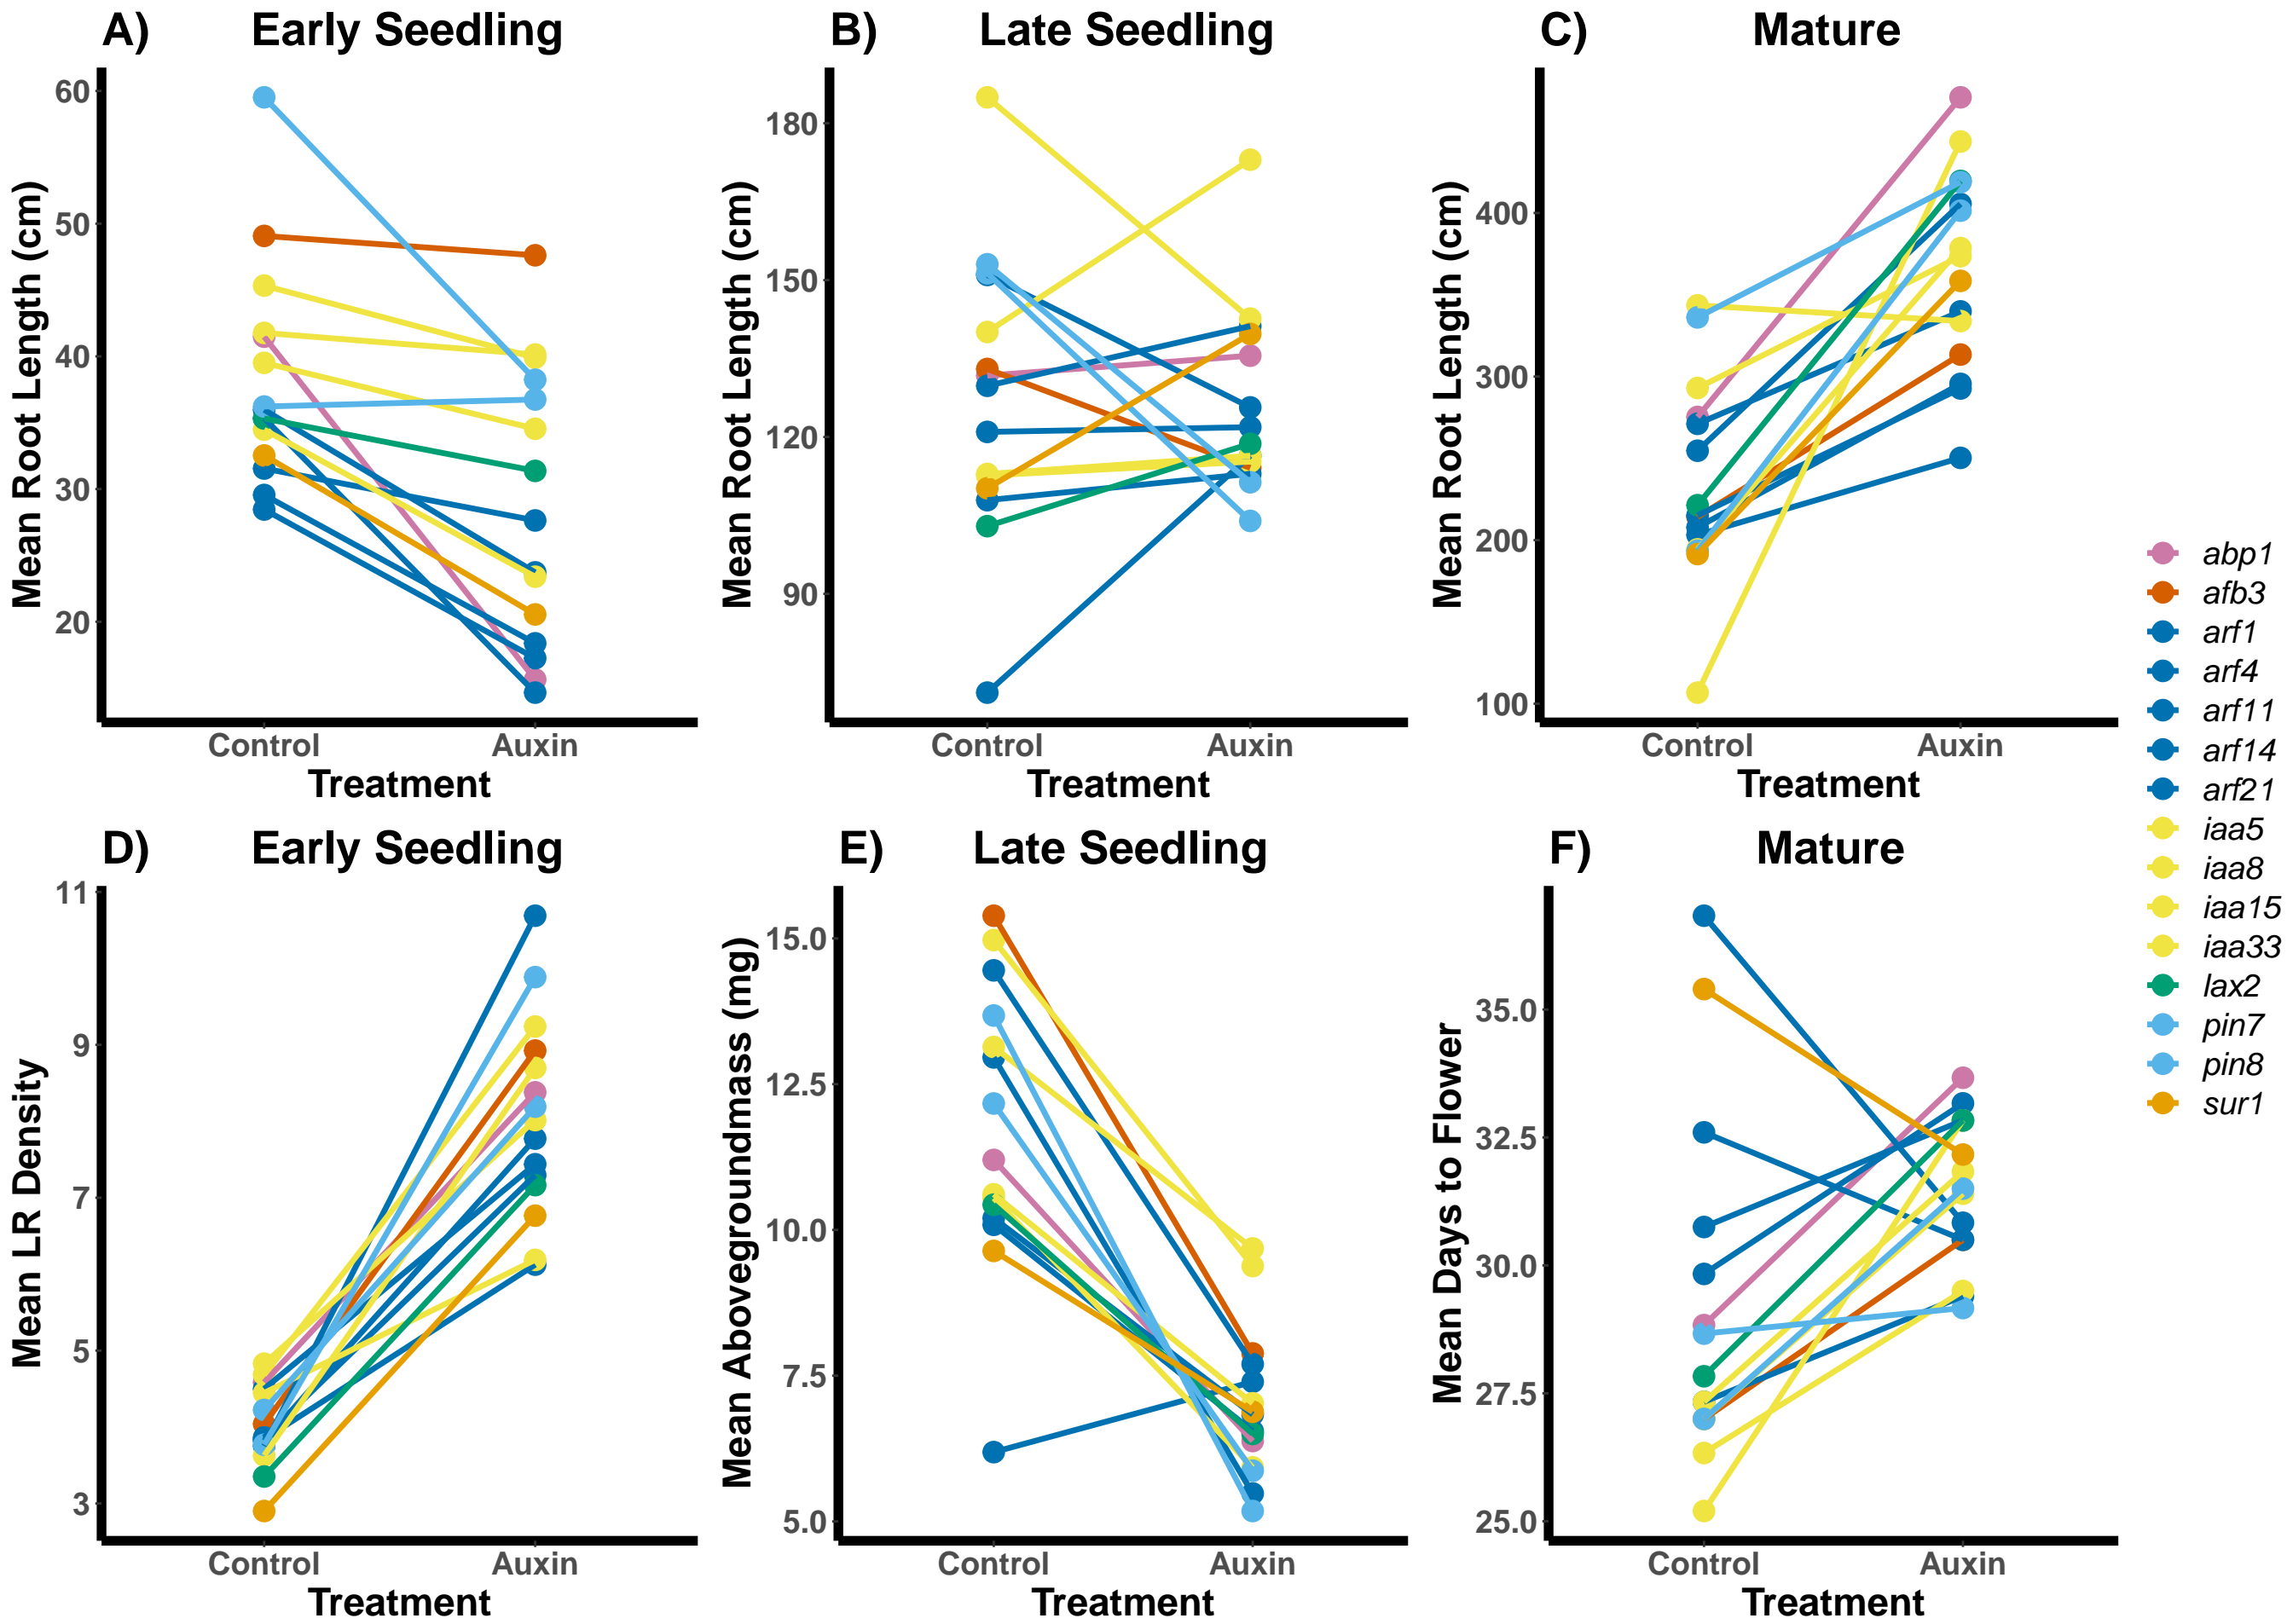 A) Early Seedling
60
50
40
30
20
Mean Root Length (cm)
Control Auxin
Treatment
B) Late Seedling
180
150
120
90
Mean Root Length (cm)
Control Auxin
Treatment
C) Mature
400
300
200
100
Mean Root Length (cm)
Control Auxin
Treatment
D) Early Seedling
11
9
7
5
3
Mean LR Density
Control Auxin
Treatment
E) Late Seedling
15.0
12.5
10.0
7.5
5.0
Mean Abovegroundmass (mg)
Control Auxin
Treatment
F) Mature
35.0
32.5
30.0
27.5
25.0
Mean Days to Flower
Control Auxin
Treatment
abp1
afb3
arf1
arf4
arf11
arf14
arf21
iaa5
iaa8
iaa15
iaa33
lax2
pin7
pin8
sur1